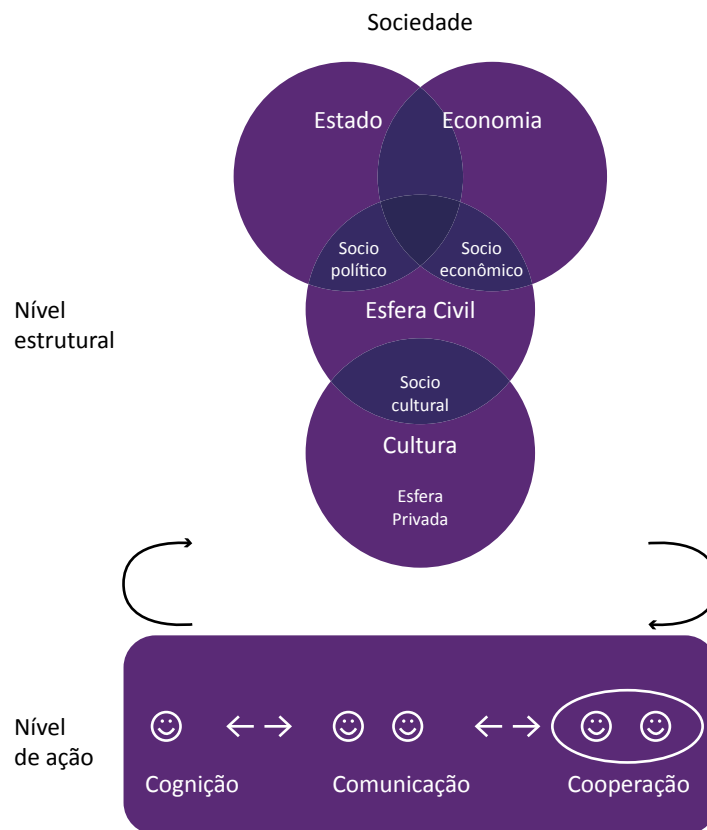 Sociedade
Estado
Economia
Socio
político
Socio
econômico
Nível
estrutural
Esfera Civil
Socio
cultural
Cultura
Esfera
Privada
Nível
de ação
Cognição
Comunicação
Cooperação